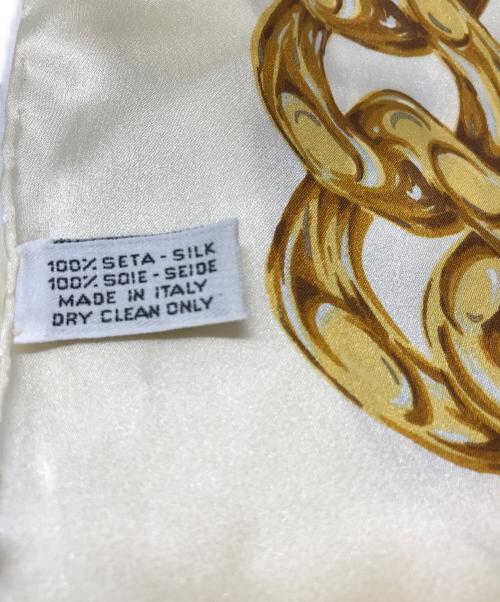 100% SETA - SILK
100% SOIE - SEIDE
MADE IN ITALY
DRY CLEAN ONLY